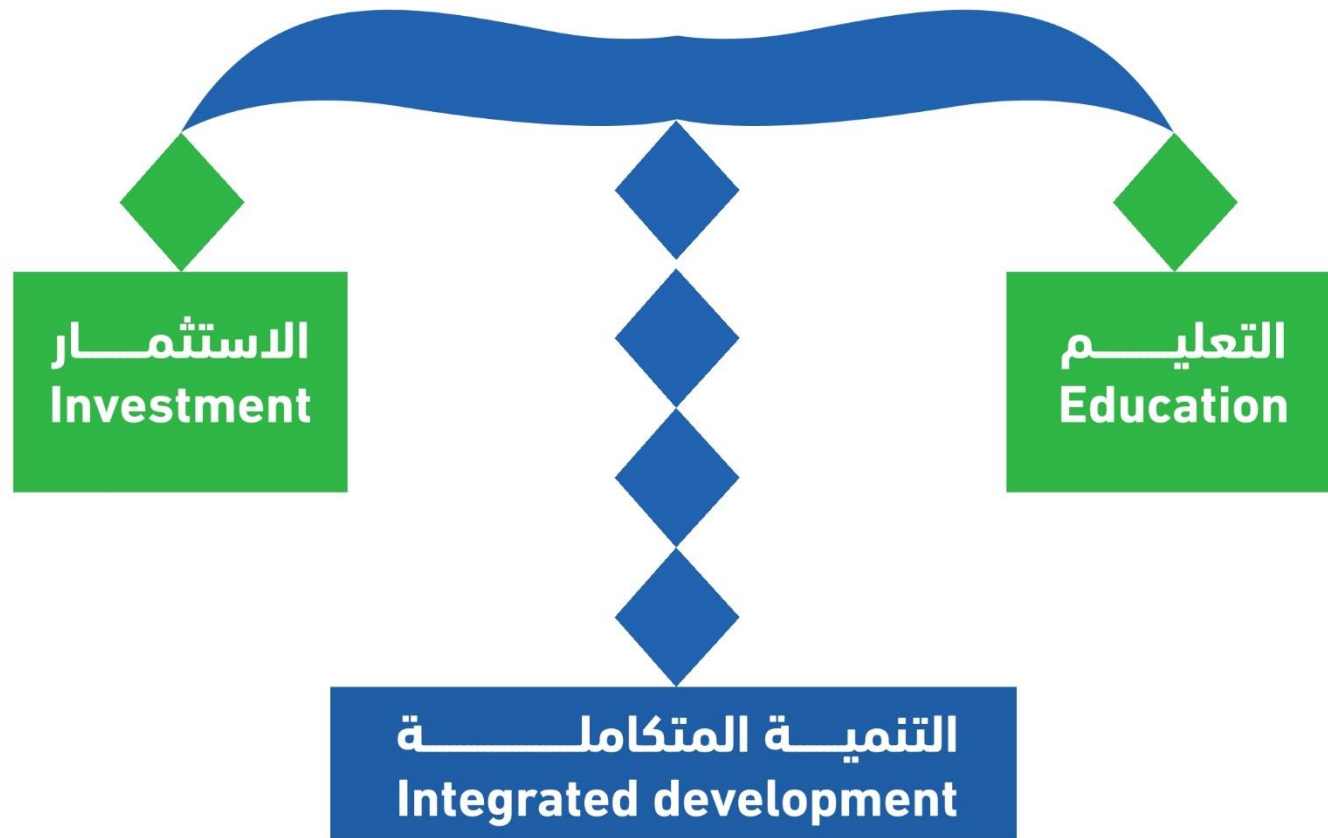 الاستثمار
Investment
التعليم
Education
التنمية المتكاملة
Integrated development